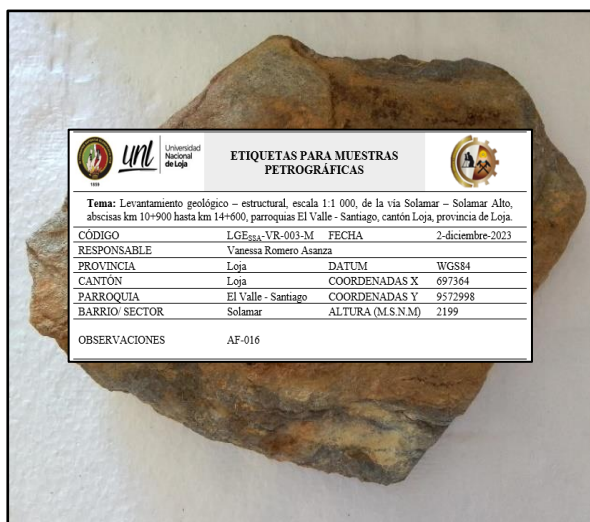 1859
unl
Universidad
Nacional
de Loja
ETIQUETAS PARA MUESTRAS
PETROGRÁFICAS
Tema: Levantamiento geológico – estructural, escala 1:1 000, de la vía Solamar – Solamar Alto,
abscisas km 10+900 hasta km 14+600, parroquias El Valle - Santiago, cantón Loja, provincia de Loja.
CÓDIGO LGESSA-VR-003-M FECHA 2-diciembre-2023
RESPONSABLE Vanessa Romero Asanza
PROVINCIA Loja DATUM WGS84
CANTÓN Loja COORDENADAS X 697364
PARROQUIA El Valle - Santiago COORDENADAS Y 9572998
BARRIO/ SECTOR Solamar ALTURA (M.S.N.M) 2199
OBSERVACIONES AF-016